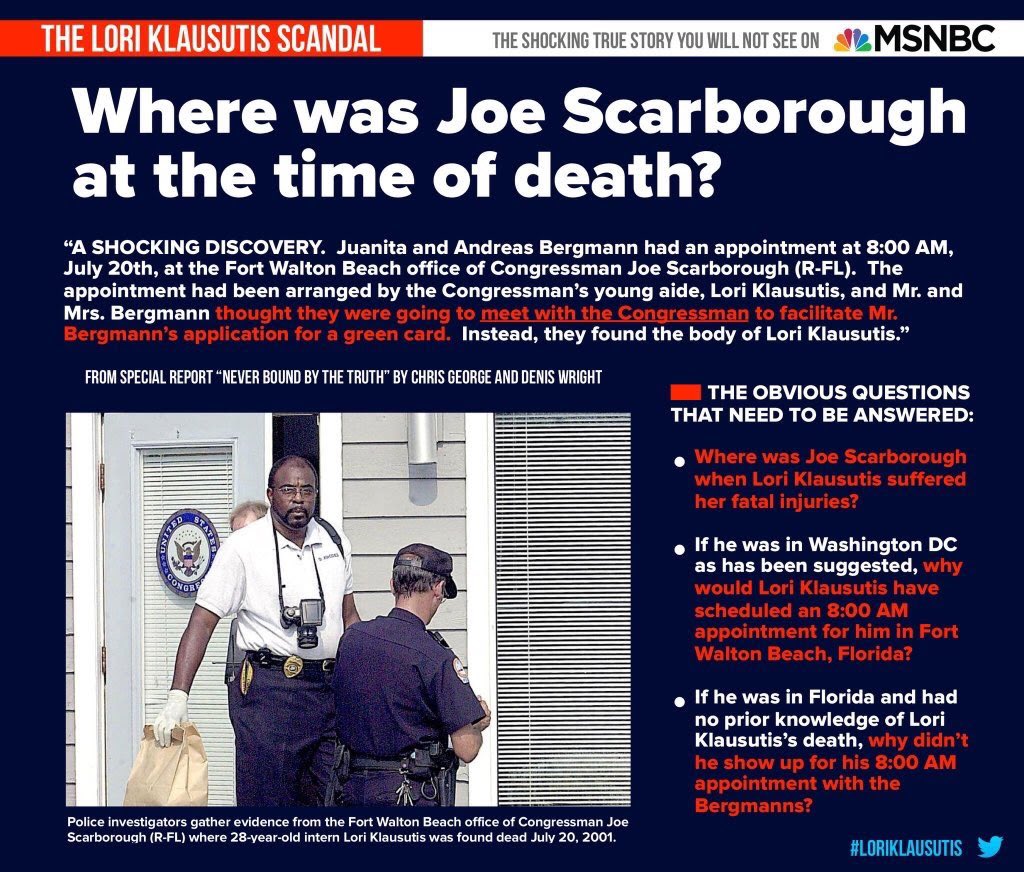 THE LORI KLAUSUTIS SCANDAL
THE SHOCKING TRUE STORY YOU WILL NOT SEE ON MSNBC
Where was Joe Scarborough
at the time of death?
“A SHOCKING DISCOVERY. Juanita and Andreas Bergmann had an appointment at 8:00 AM,
July 20th, at the Fort Walton Beach office of Congressman Joe Scarborough (R-FL). The
appointment had been arranged by the Congressman’s young aide, Lori Klausutis, and Mr. and
Mrs. Bergmann thought they were going to meet with the Congressman to facilitate Mr.
Bergmann’s application for a green card. Instead, they found the body of Lori Klausutis.”
FROM SPECIAL REPORT “NEVER BOUND BY THE TRUTH” BY CHRIS GEORGE AND DENIS WRIGHT
UNITED STATES
CONGRESS
Police investigators gather evidence from the Fort Walton Beach office of Congressman Joe
Scarborough (R-FL) where 28-year-old intern Lori Klausutis was found dead July 20, 2001.
THE OBVIOUS QUESTIONS
THAT NEED TO BE ANSWERED:
• Where was Joe Scarborough
when Lori Klausutis suffered
her fatal injuries?
• If he was in Washington DC
as has been suggested, why
would Lori Klausutis have
scheduled an 8:00 AM
appointment for him in Fort
Walton Beach, Florida?
• If he was in Florida and had
no prior knowledge of Lori
Klausutis’s death, why didn’t
he show up for his 8:00 AM
appointment with the
Bergmanns?
#LORIKLAUSUTIS